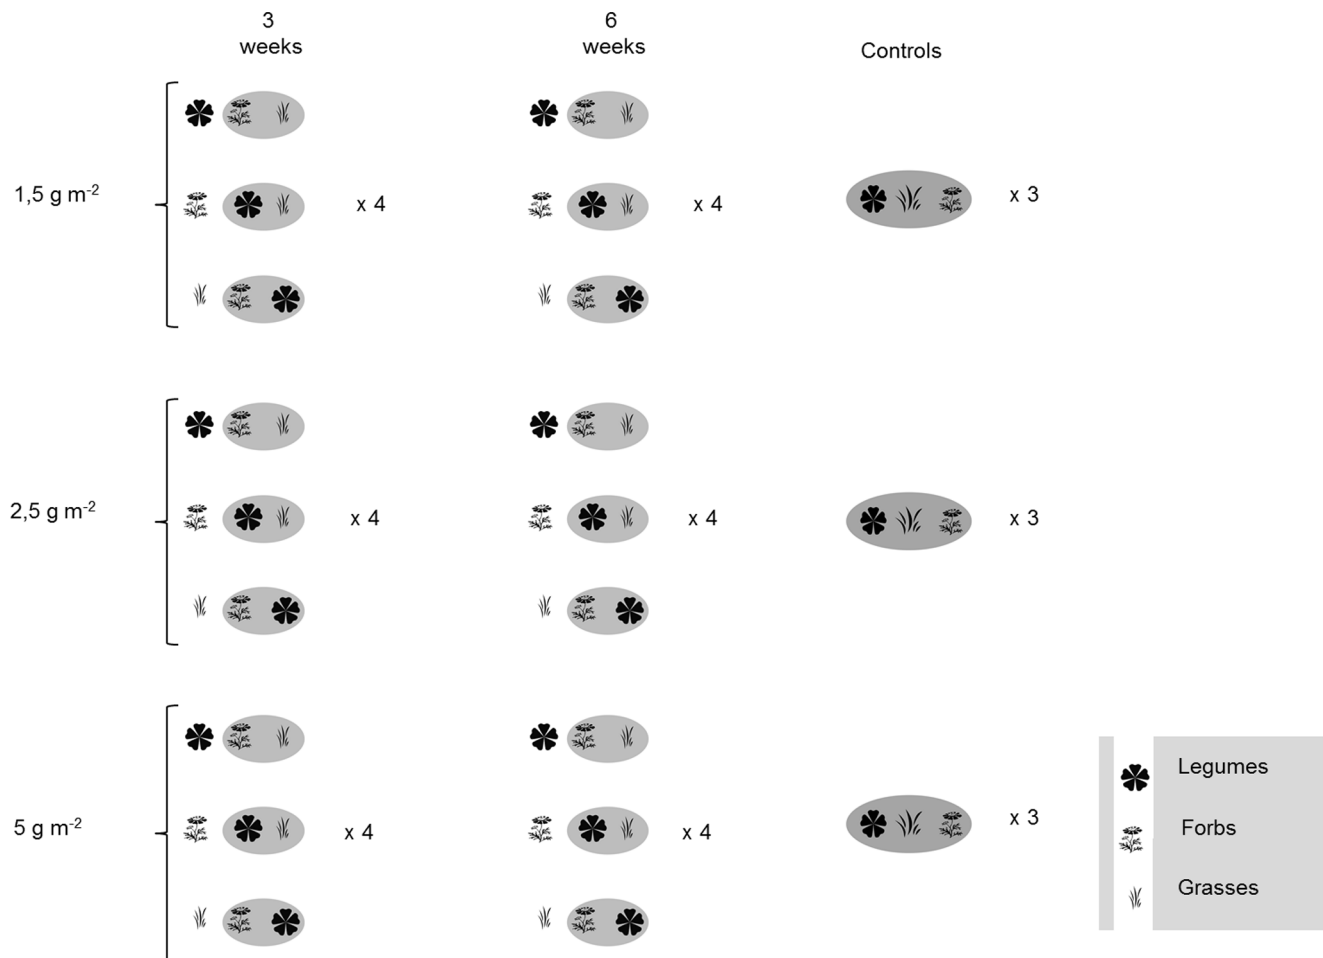 3
weeks
6
weeks
Controls
1,5 g m⁻²
x 4
x 4
x 3
2,5 g m⁻²
x 4
x 4
x 3
5 g m⁻²
x 4
x 4
x 3
Legumes
Forbs
Grasses